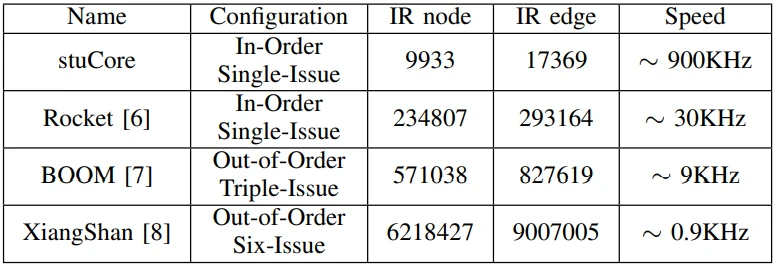 Name Configuration IR node IR edge Speed
stuCore In-Order Single-Issue 9933 17369 ~ 900KHz
Rocket [6] In-Order Single-Issue 234807 293164 ~ 30KHz
BOOM [7] Out-of-Order Triple-Issue 571038 827619 ~ 9KHz
XiangShan [8] Out-of-Order Six-Issue 6218427 9007005 ~ 0.9KHz